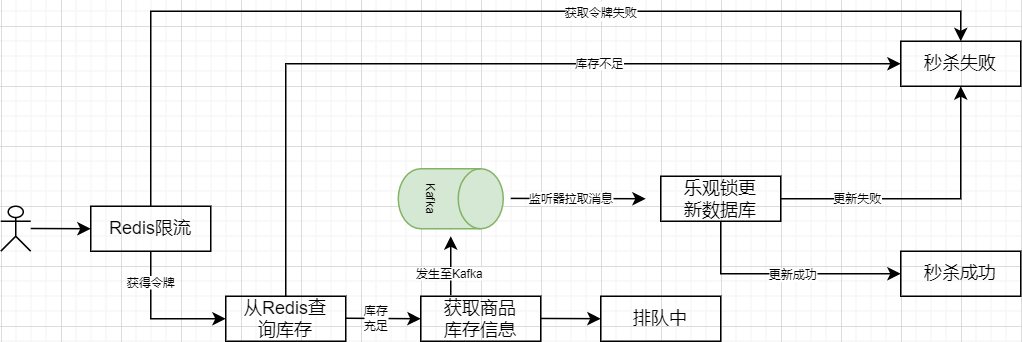 获取令牌失败
库存不足
秒杀失败
Kafka
监听器拉取消息
乐观锁更
新数据库
更新失败
Redis限流
获得令牌
发生至Kafka
更新成功
秒杀成功
从Redis查
询库存
库存
充足
获取商品
库存信息
排队中